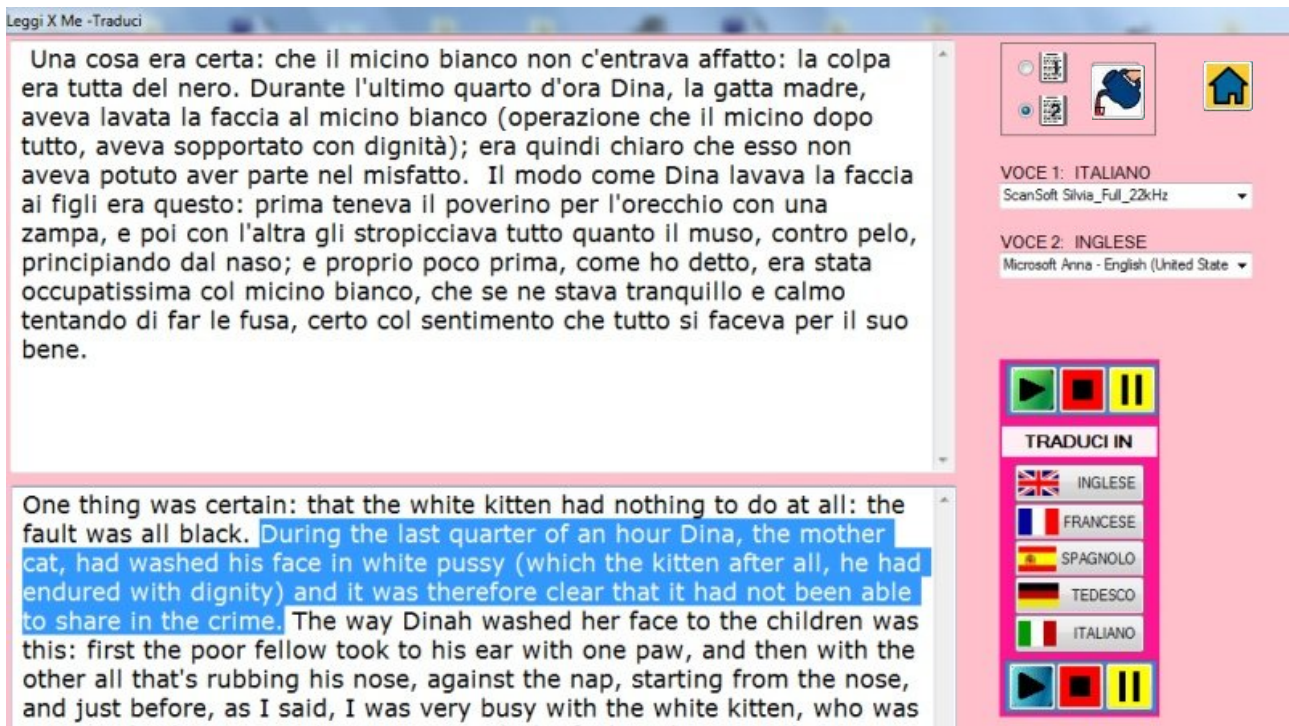 Leggi X Me -Traduci
Una cosa era certa: che il micino bianco non c'entrava affatto: la colpa
era tutta del nero. Durante l'ultimo quarto d'ora Dina, la gatta madre,
aveva lavata la faccia al micino bianco (operazione che il micino dopo
tutto, aveva sopportato con dignità); era quindi chiaro che esso non
aveva potuto aver parte nel misfatto.  Il modo come Dina lavava la faccia
ai figli era questo: prima teneva il poverino per l'orecchio con una
zampa, e poi con l'altra gli stropicciava tutto quanto il muso, contro pelo,
principiando dal naso; e proprio poco prima, come ho detto, era stata
occupatissima col micino bianco, che se ne stava tranquillo e calmo
tentando di far le fusa, certo col sentimento che tutto si faceva per il suo
bene.
One thing was certain: that the white kitten had nothing to do at all: the
fault was all black. During the last quarter of an hour Dina, the mother
cat, had washed his face in white pussy (which the kitten after all, he had
endured with dignity) and it was therefore clear that it had not been able
to share in the crime. The way Dinah washed her face to the children was
this: first the poor fellow took to his ear with one paw, and then with the
other all that's rubbing his nose, against the nap, starting from the nose,
and just before, as I said, I was very busy with the white kitten, who was
1
2
VOCE 1:  ITALIANO
ScanSoft Silvia_Full_22kHz
VOCE 2:  INGLESE
Microsoft Anna - English (United State
TRADUCI IN
INGLESE
FRANCESE
SPAGNOLO
TEDESCO
ITALIANO